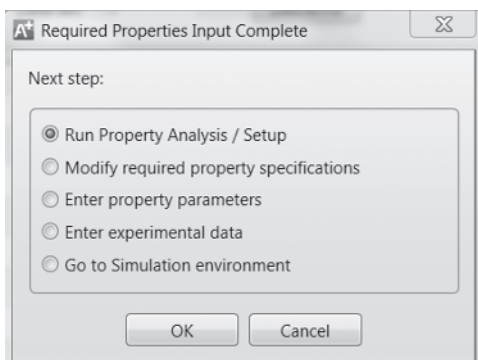 A+ Required Properties Input Complete
Next step:
Run Property Analysis / Setup
Modify required property specifications
Enter property parameters
Enter experimental data
Go to Simulation environment
OK Cancel